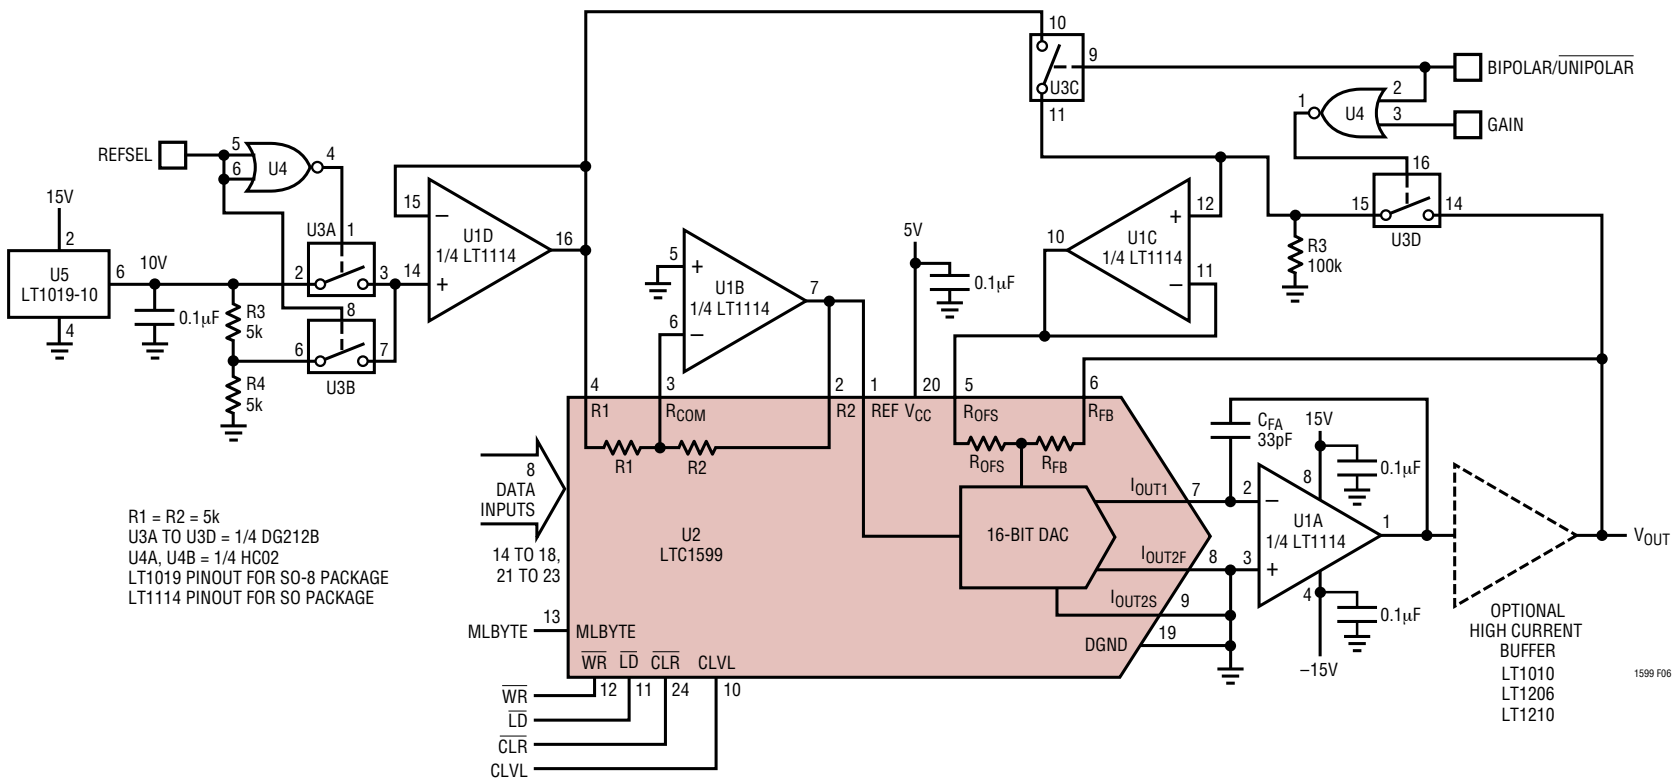 10
9
BIPOLAR/UNIPOLAR
U3C
11
2
1
U4
3
GAIN
REFSEL
5
6
U4
4
16
15
14
U3D
15V
2
U5
LT1019-10
6
10V
4
0.1µF
R3
5k
R4
5k
U3A
1
2
3
8
6
7
U3B
15
–
U1D
1/4 LT1114
14
+
16
5
+
U1B
1/4 LT1114
6
–
7
5V
0.1µF
10
12
+
U1C
1/4 LT1114
11
–
R3
100k
4
3
2
1
20
5
6
R1
RCOM
R2
REF
VCC
ROFS
RFB
R1
R2
ROFS
RFB
8
DATA
INPUTS
14 TO 18,
21 TO 23
U2
LTC1599
16-BIT DAC
IOUT1
7
IOUT2F
8
IOUT2S
9
DGND
19
CFA
33pF
15V
0.1µF
8
2
–
U1A
1/4 LT1114
3
+
1
4
0.1µF
–15V
VOUT
OPTIONAL
HIGH CURRENT
BUFFER
LT1010
LT1206
LT1210
1599 F06
R1 = R2 = 5k
U3A TO U3D = 1/4 DG212B
U4A, U4B = 1/4 HC02
LT1019 PINOUT FOR SO-8 PACKAGE
LT1114 PINOUT FOR SO PACKAGE
MLBYTE
13
MLBYTE
WR
LD
CLR
CLVL
12
11
24
10
WR
LD
CLR
CLVL